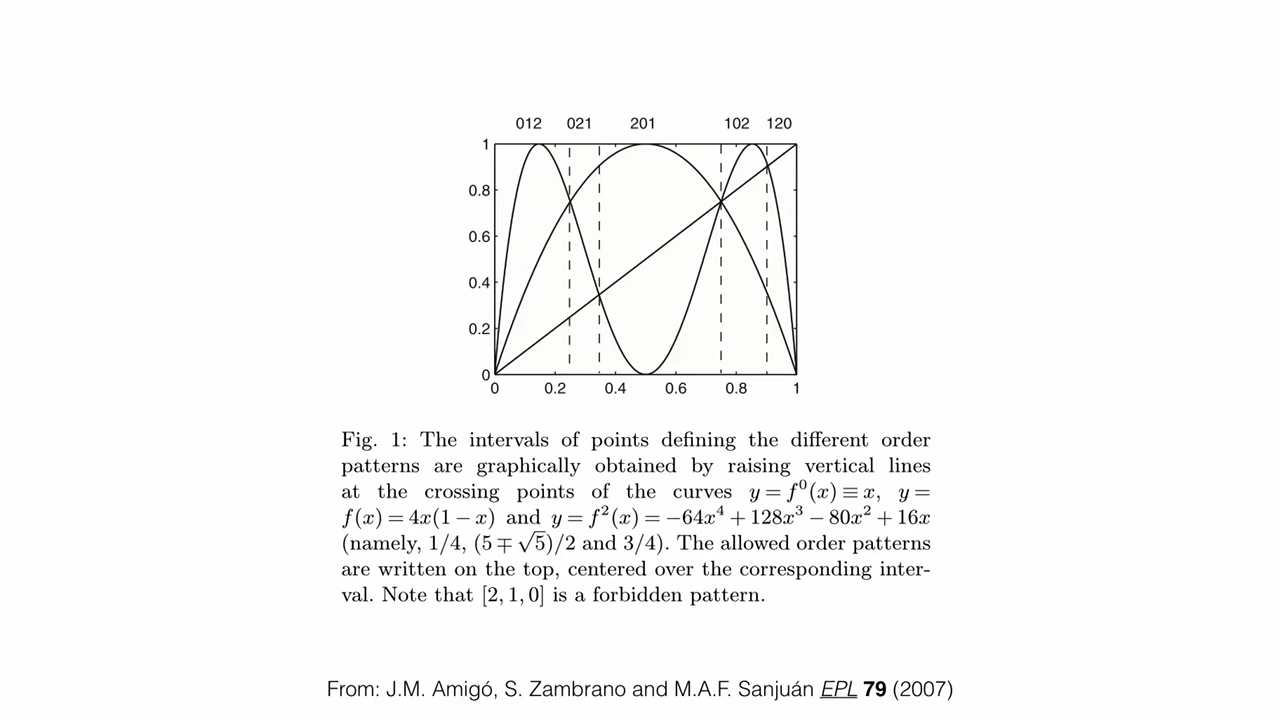 012 021 201 102 120
1
0.8
0.6
0.4
0.2
0
0 0.2 0.4 0.6 0.8 1
Fig. 1: The intervals of points defining the different order
patterns are graphically obtained by raising vertical lines
at the crossing points of the curves y = f⁰(x) ≡ x, y =
f(x) = 4x(1 − x) and y = f²(x) = −64x⁴ + 128x³ − 80x² + 16x
(namely, 1/4, (5 ∓ √5)/2 and 3/4). The allowed order patterns
are written on the top, centered over the corresponding inter-
val. Note that [2, 1, 0] is a forbidden pattern.
From: J.M. Amigó, S. Zambrano and M.A.F. Sanjuán EPL 79 (2007)